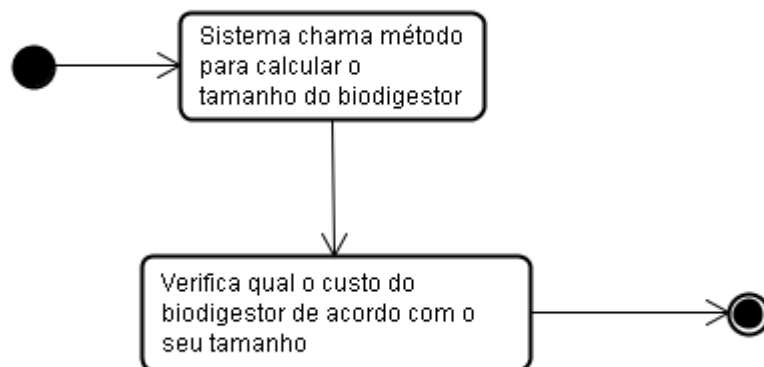 Sistema chama método
para calcular o
tamanho do biodigestor
Verifica qual o custo do
biodigestor de acordo com o
seu tamanho